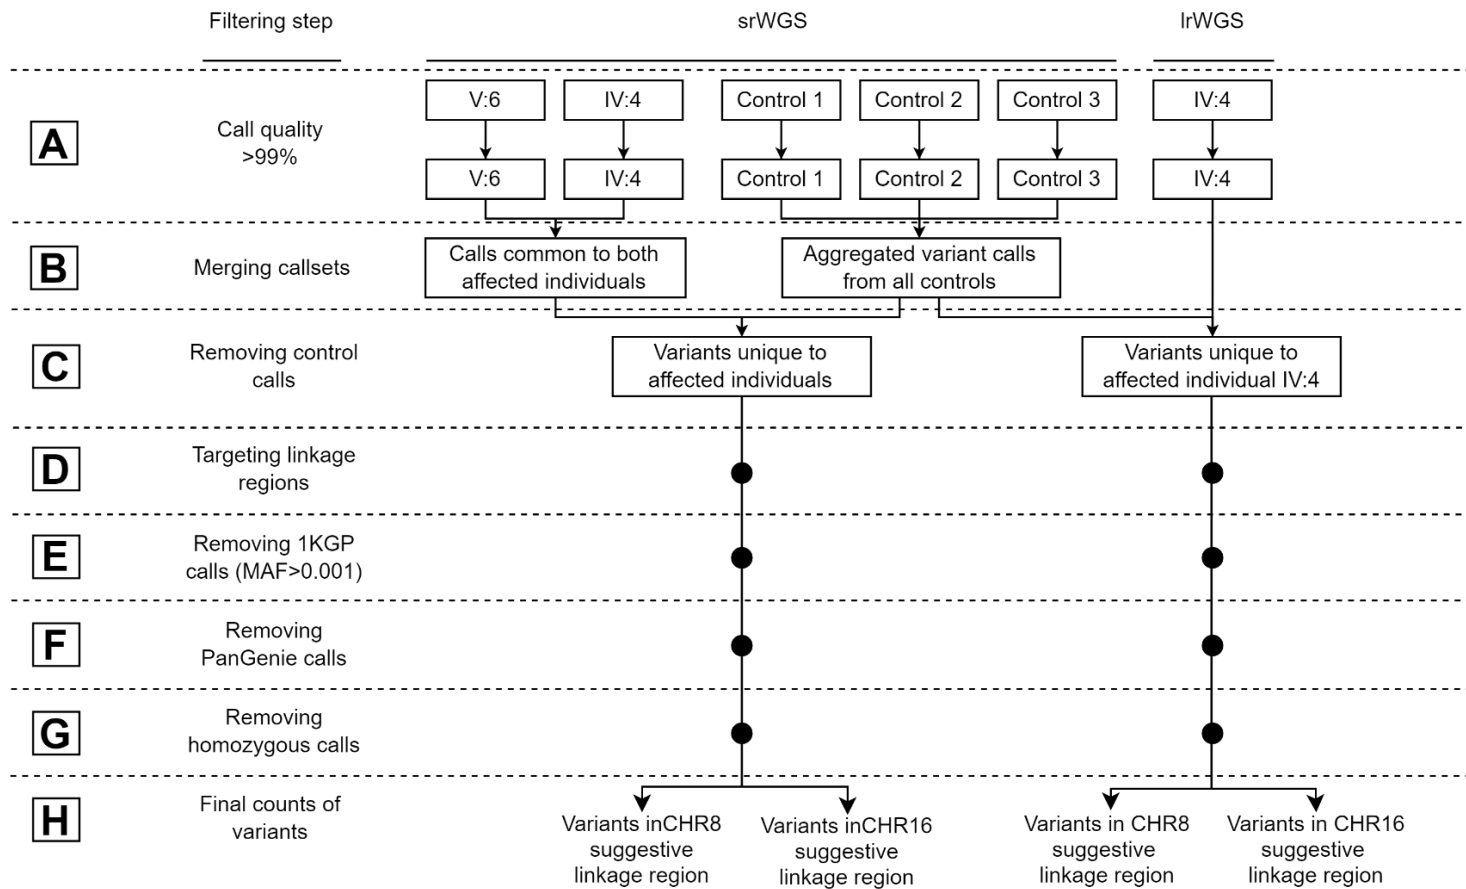 Filtering step
srWGS
lrWGS
A
Call quality
>99%
V:6
IV:4
Control 1
Control 2
Control 3
IV:4
V:6
IV:4
Control 1
Control 2
Control 3
IV:4
B
Merging callsets
Calls common to both
affected individuals
Aggregated variant calls
from all controls
C
Removing control
calls
Variants unique to
affected individuals
Variants unique to
affected individual IV:4
D
Targeting linkage
regions
E
Removing 1KGP
calls (MAF>0.001)
F
Removing
PanGenie calls
G
Removing
homozygous calls
H
Final counts of
variants
Variants inCHR8
suggestive
linkage region
Variants inCHR16
suggestive
linkage region
Variants in CHR8
suggestive
linkage region
Variants in CHR16
suggestive
linkage region